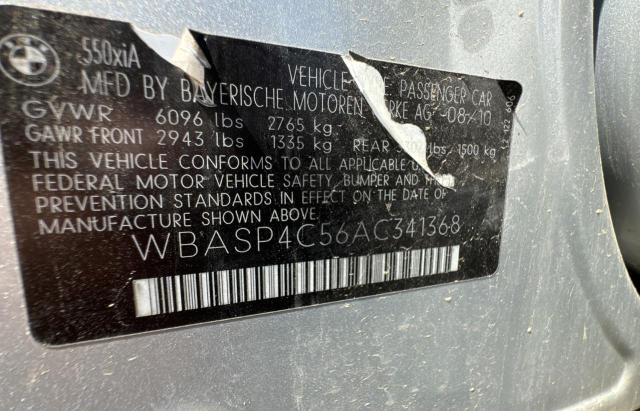 BMW
550xiA
VEHICLE PASSENGER CAR
MFD BY BAYERISCHE MOTOREN AG 08/10
GVWR 6096 lbs 2765 kg
GAWR FRONT 2943 lbs 1335 kg REAR lbs 1500 kg
THIS VEHICLE CONFORMS TO ALL APPLICABLE
FEDERAL MOTOR VEHICLE SAFETY, BUMPER AND
PREVENTION STANDARDS IN EFFECT ON THE DATE OF
MANUFACTURE SHOWN ABOVE.
WBASP4C56AC341368